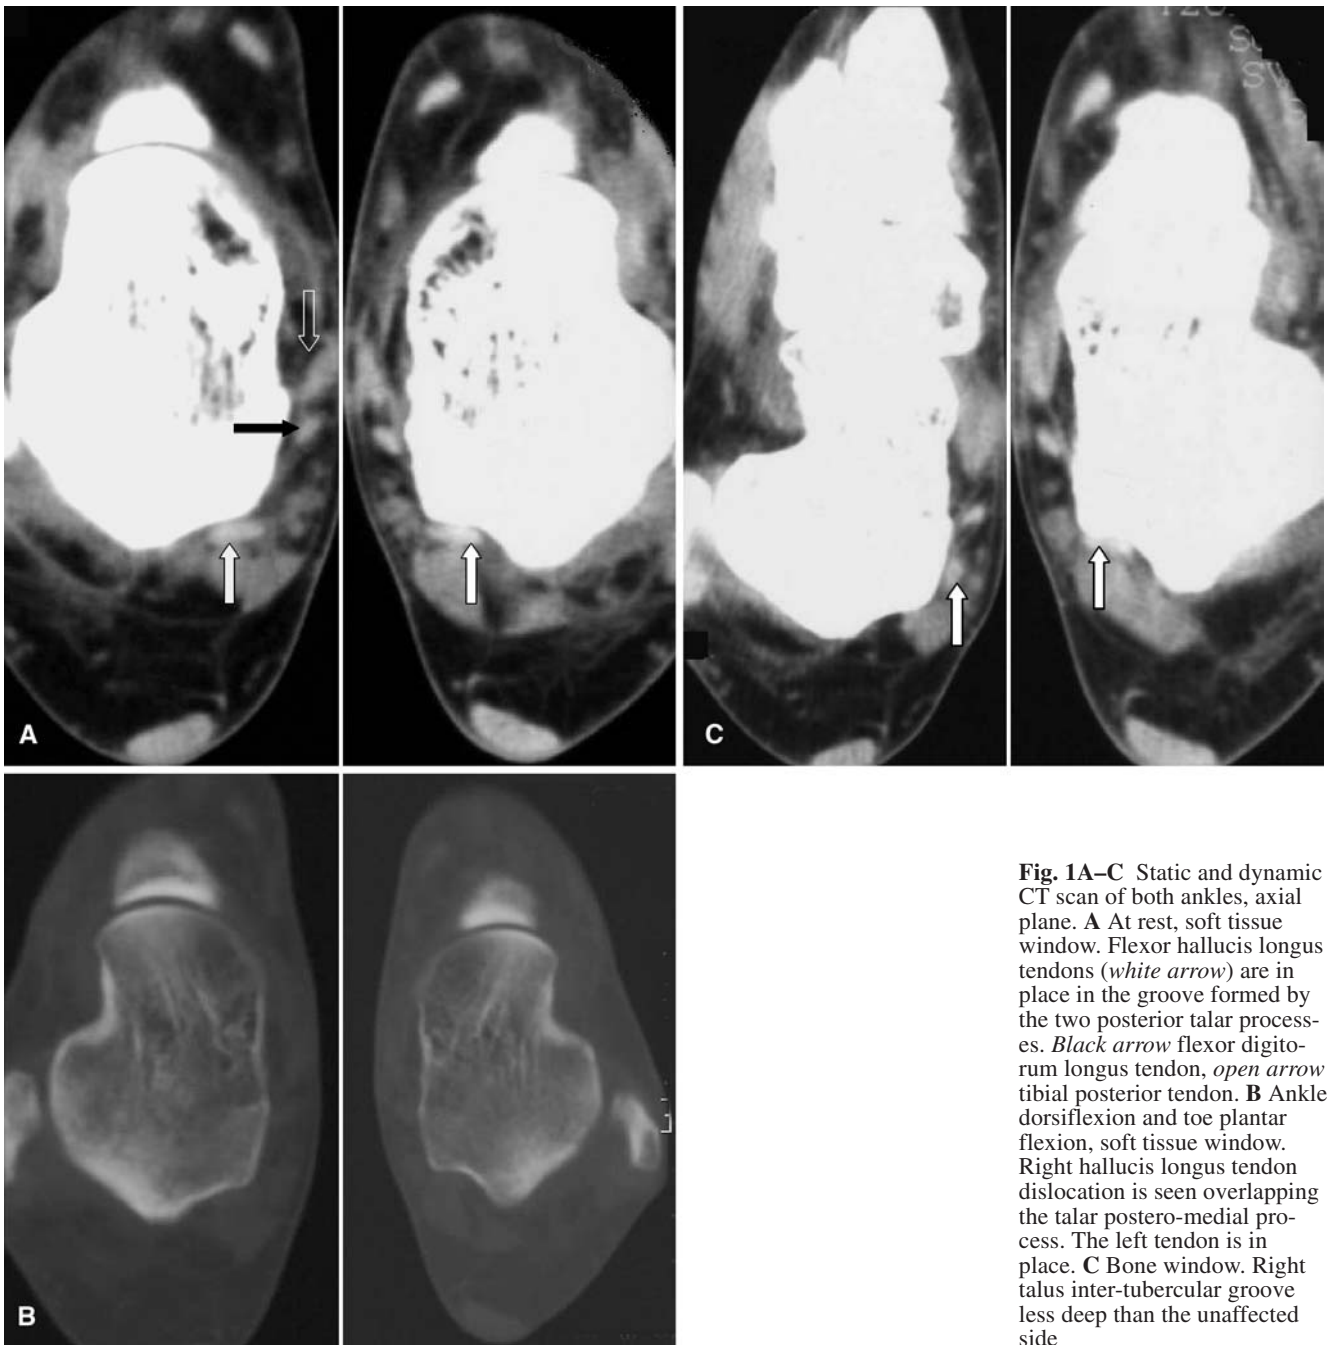 A
C
B
Fig. 1A–C Static and dynamic
CT scan of both ankles, axial
plane. A At rest, soft tissue
window. Flexor hallucis longus
tendons (white arrow) are in
place in the groove formed by
the two posterior talar process-
es. Black arrow flexor digito-
rum longus tendon, open arrow
tibial posterior tendon. B Ankle
dorsiflexion and toe plantar
flexion, soft tissue window.
Right hallucis longus tendon
dislocation is seen overlapping
the talar postero-medial pro-
cess. The left tendon is in
place. C Bone window. Right
talus inter-tubercular groove
less deep than the unaffected
side